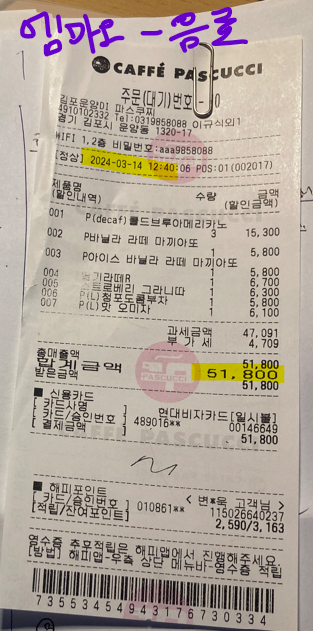 엠파오 - 음료
CAFFÉ PASCUCCI
주문(대기)번호 - 0
김포운양DI 파스쿠찌
4910102332 Tel:0319858088 이규식외1
경기 김포시 운양동 1320-17
WIFI 1,2층 비밀번호:aaa9858088
[정상] 2024-03-14 12:40:06 POS:01(002017)
제품명 수량 금액
(할인내역) (할인금액)
001 P(decaf)콜드브루아메리카노
3 15,300
002 P바닐라 라떼 마끼아또
1 5,800
003 P아이스 바닐라 라떼 마끼아또
1 5,800
004 기라떼R 1 6,700
005 스트로베리 그라니따 1 6,300
006 P(L)청포도콤부차 1 5,800
007 P(L)핫 오미자 1 6,100
과세금액 47,091
부 가 세 4,709
총매출액 51,800
합계금액 51,800
받은금액 51,800
■ 신용카드
[ 카드사명 ] 현대비자카드[일시불]
[ 카드/승인번호 ] 489016** 00146649
[ 결제금액 ] 51,800
PASCUCCI
■ 해피포인트 < 변*욱 고객님 >
[ 카드/승인번호 ] 010861** 115026640237
[적립/잔여포인트] 2,590/3,163
영수증 추후적립은 해피앱에서 진행해주세요
[방법] 해피앱-우측 상단 메뉴바-영수증 적립
7355345494317673033 4